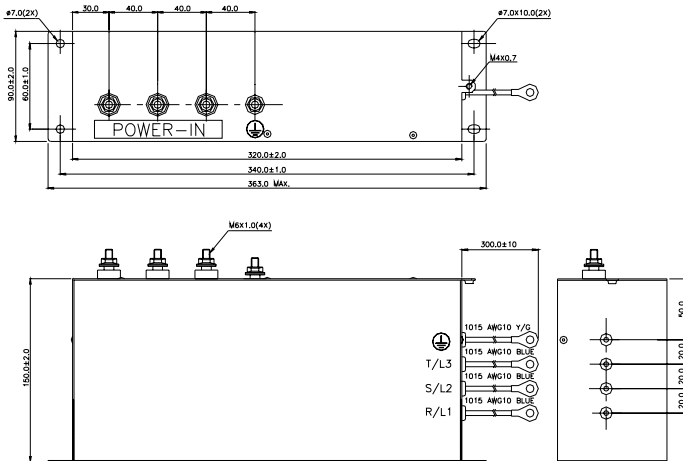 ⌀7.0(2X)
30.0
40.0
40.0
40.0
⌀7.0X10.0(2X)
90.0±2.0
60.0±1.0
M4X0.7
POWER-IN
320.0±2.0
340.0±1.0
363.0 MAX.
M6X1.0(4X)
300.0±10
150.0±2.0
1015 AWG10 Y/G
1015 AWG10 BLUE
T/L3
1015 AWG10 BLUE
S/L2
1015 AWG10 BLUE
R/L1
50.0
20.0
20.0
20.0